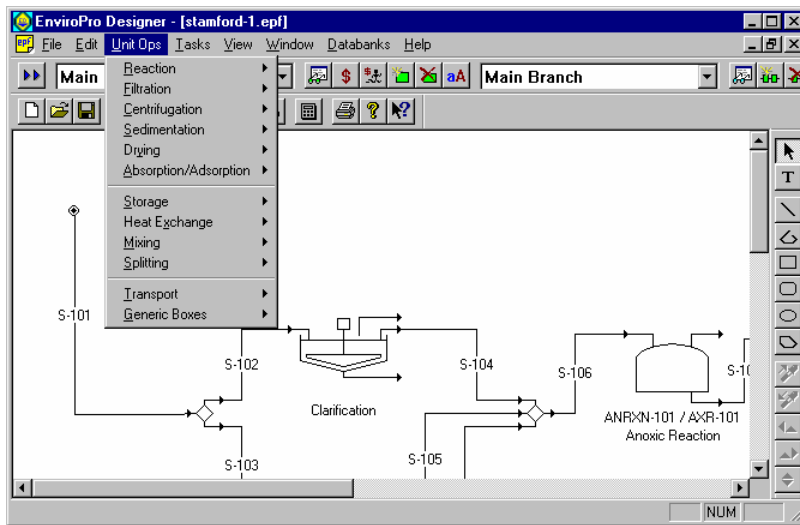 EnviroPro Designer - [stamford-1.epf]
File Edit Unit Ops Tasks View Window Databanks Help
Main
$ $ aA Main Branch
Reaction
Filtration
Centrifugation
Sedimentation
Drying
Absorption/Adsorption
Storage
Heat Exchange
Mixing
Splitting
Transport
Generic Boxes
? ?
T
S-101
S-102
Clarification
S-104
S-106
ANRXN-101 / AXR-101
Anoxic Reaction
S-103
S-105
NUM